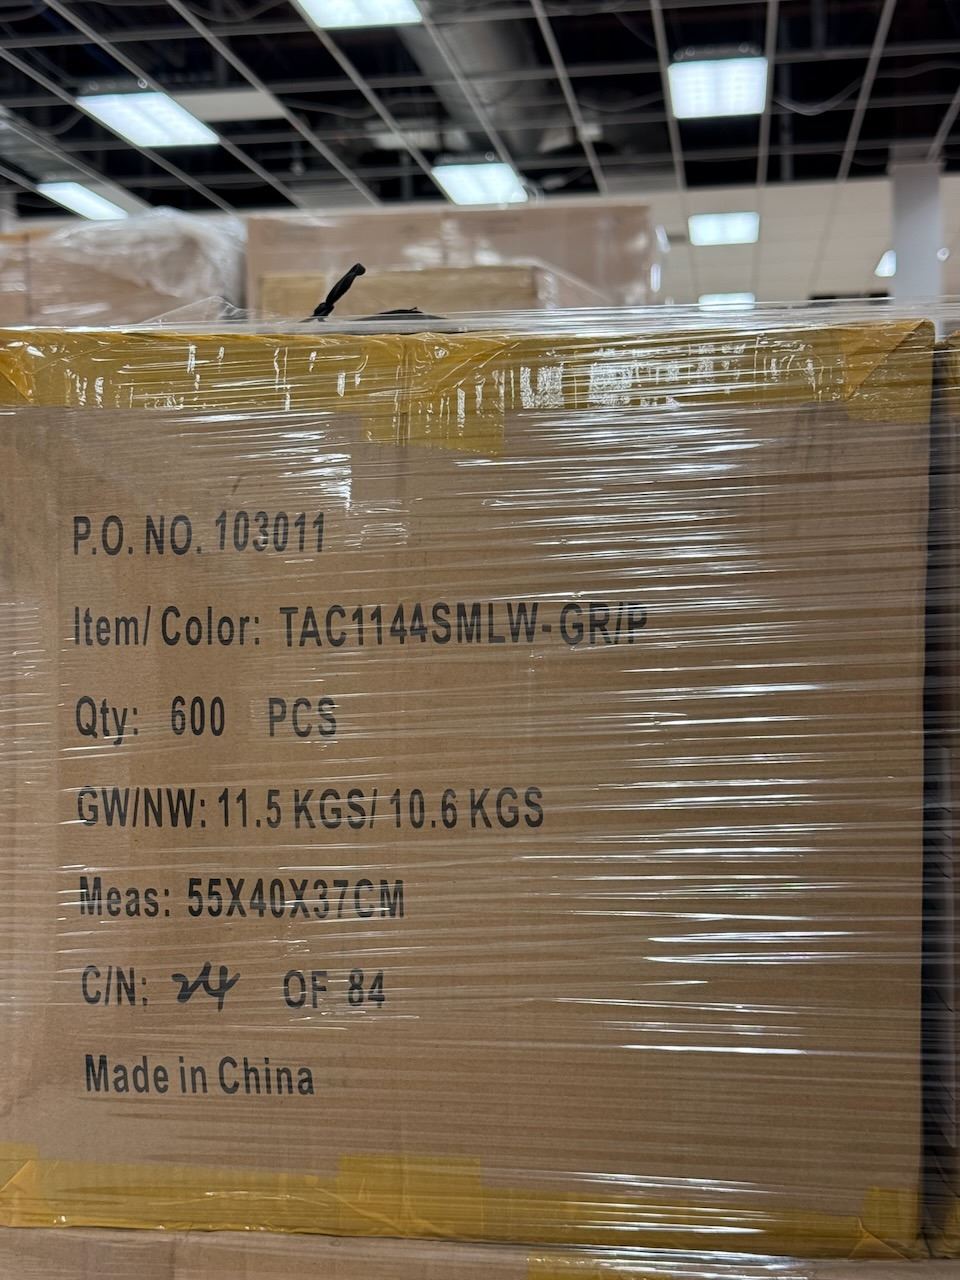 P.O. NO. 103011
Item/ Color: TAC1144SMLW-GR/P
Qty: 600 PCS
GW/NW: 11.5 KGS/ 10.6 KGS
Meas: 55X40X37CM
C/N: 24 OF 84
Made in China